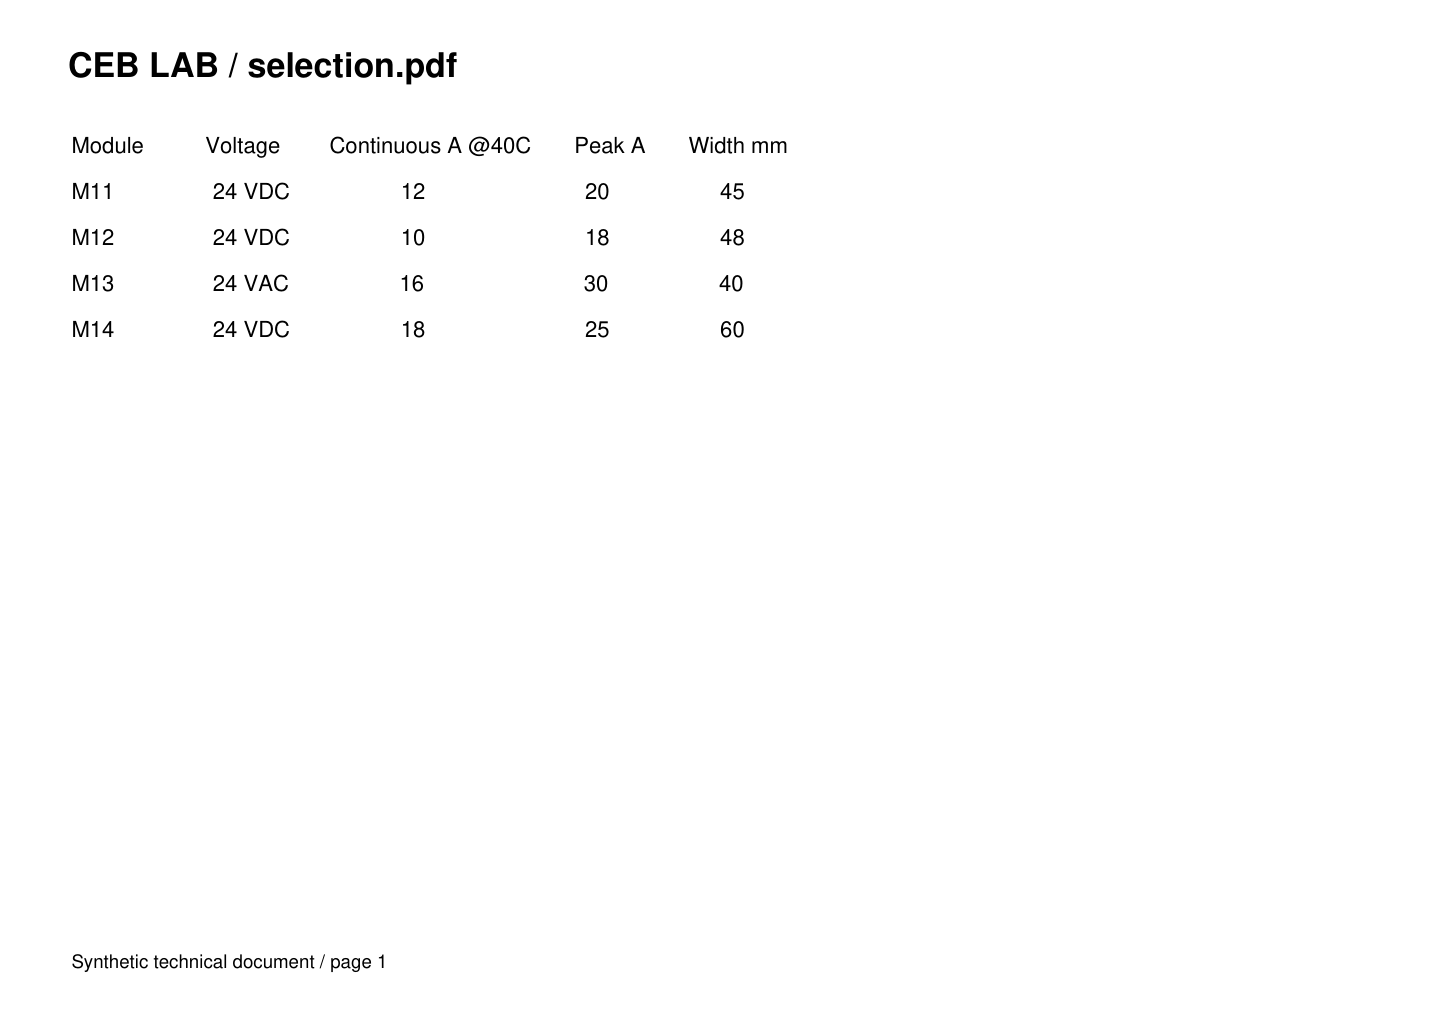 CEB LAB / selection.pdf
Module Voltage Continuous A @40C Peak A Width mm
M11 24 VDC 12 20 45
M12 24 VDC 10 18 48
M13 24 VAC 16 30 40
M14 24 VDC 18 25 60
Synthetic technical document / page 1